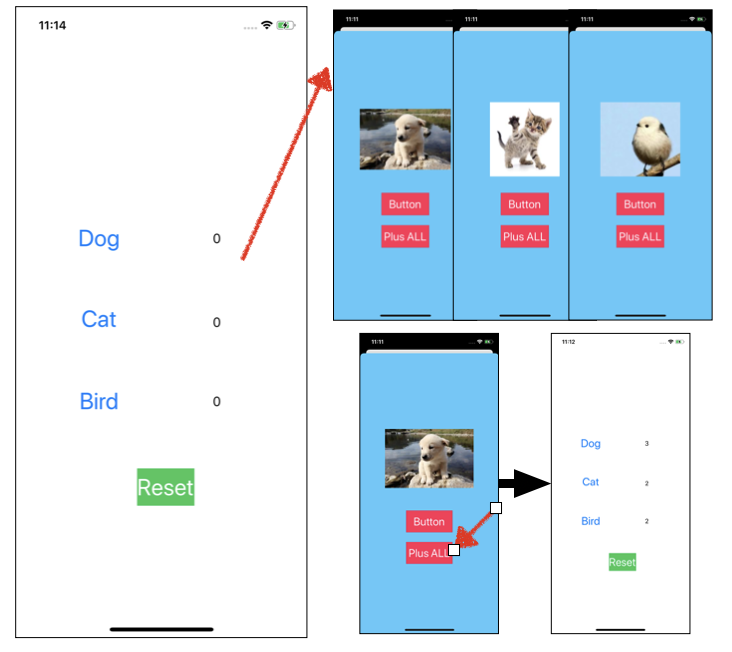 11:14
Dog 0
Cat 0
Bird 0
Reset
11:11 11:11 11:11
Button Button Button
Plus ALL Plus ALL Plus ALL
11:11
Button
Plus ALL
11:12
Dog 3
Cat 2
Bird 2
Reset